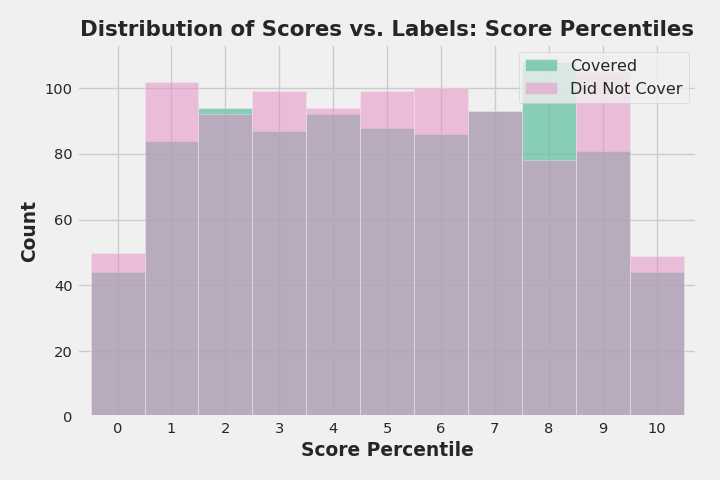 Distribution of Scores vs. Labels: Score Percentiles
Covered
Did Not Cover
100
80
60
40
20
0
Count
0 1 2 3 4 5 6 7 8 9 10
Score Percentile